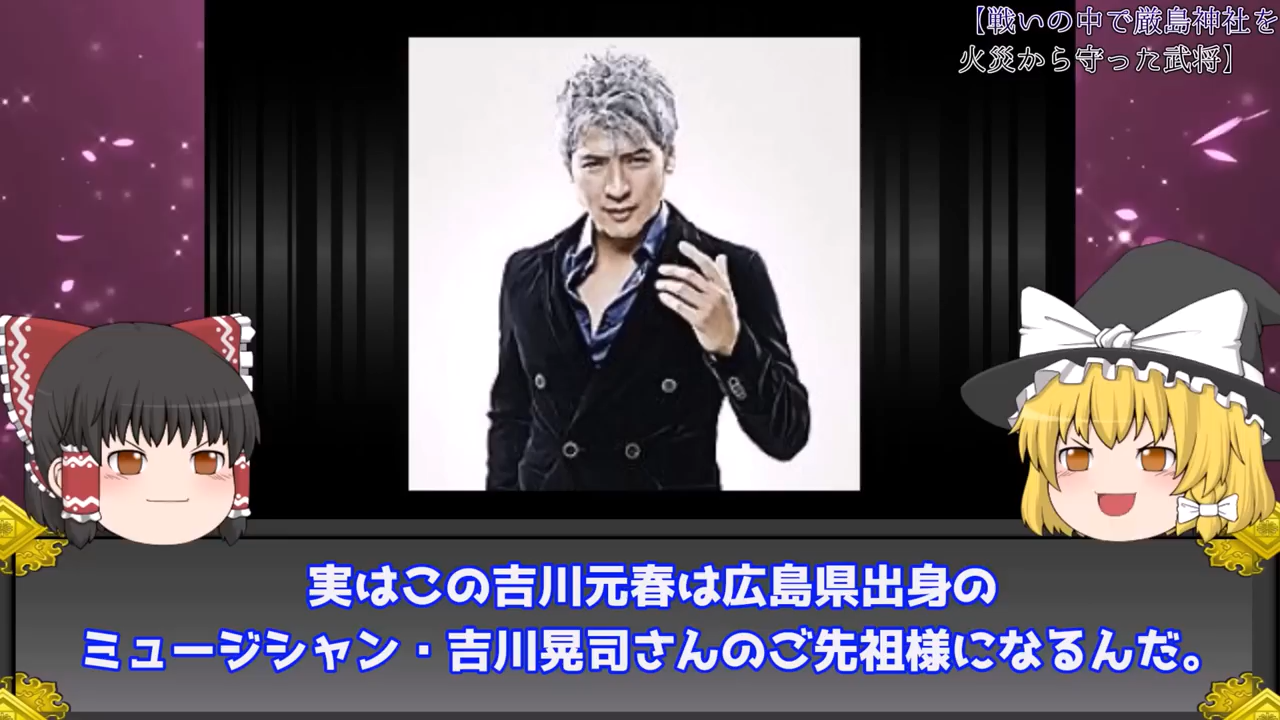 【戦いの中で厳島神社を
火災から守った武将】
実はこの吉川元春は広島県出身の
ミュージシャン・吉川晃司さんのご先祖様になるんだ。